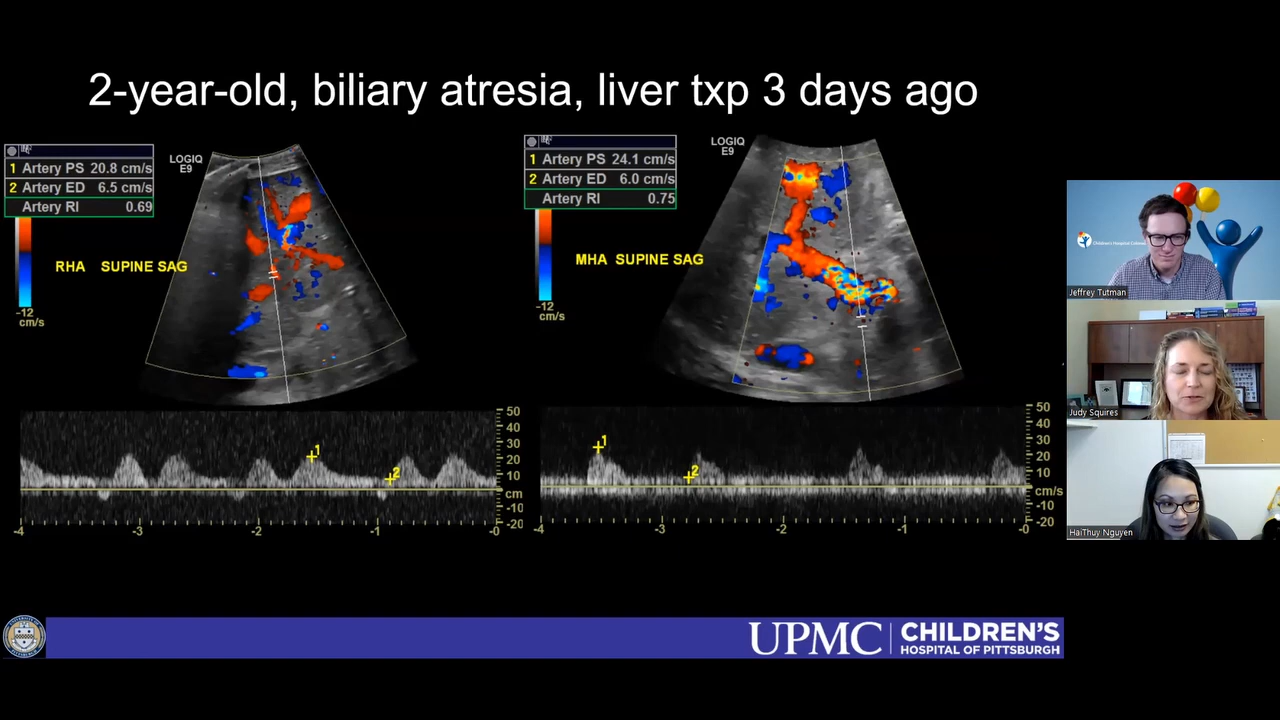 2-year-old, biliary atresia, liver txp 3 days ago
1 Artery PS 20.8 cm/s
2 Artery ED 6.5 cm/s
Artery RI 0.69
LOGIQ
E9
-12
cm/s
RHA SUPINE SAG
1 Artery PS 24.1 cm/s
2 Artery ED 6.0 cm/s
Artery RI 0.75
LOGIQ
E9
-12
cm/s
MHA SUPINE SAG
1
2
50
40
30
20
10
cm
-10
-20
-4 -3 -2 -1 -0
1
2
50
40
30
20
10
cm/s
-10
-20
-4 -3 -2 -1 -0
Jeffrey Tutman
Judy Squires
HaiThuy Nguyen
UPMC
CHILDREN'S
HOSPITAL OF PITTSBURGH